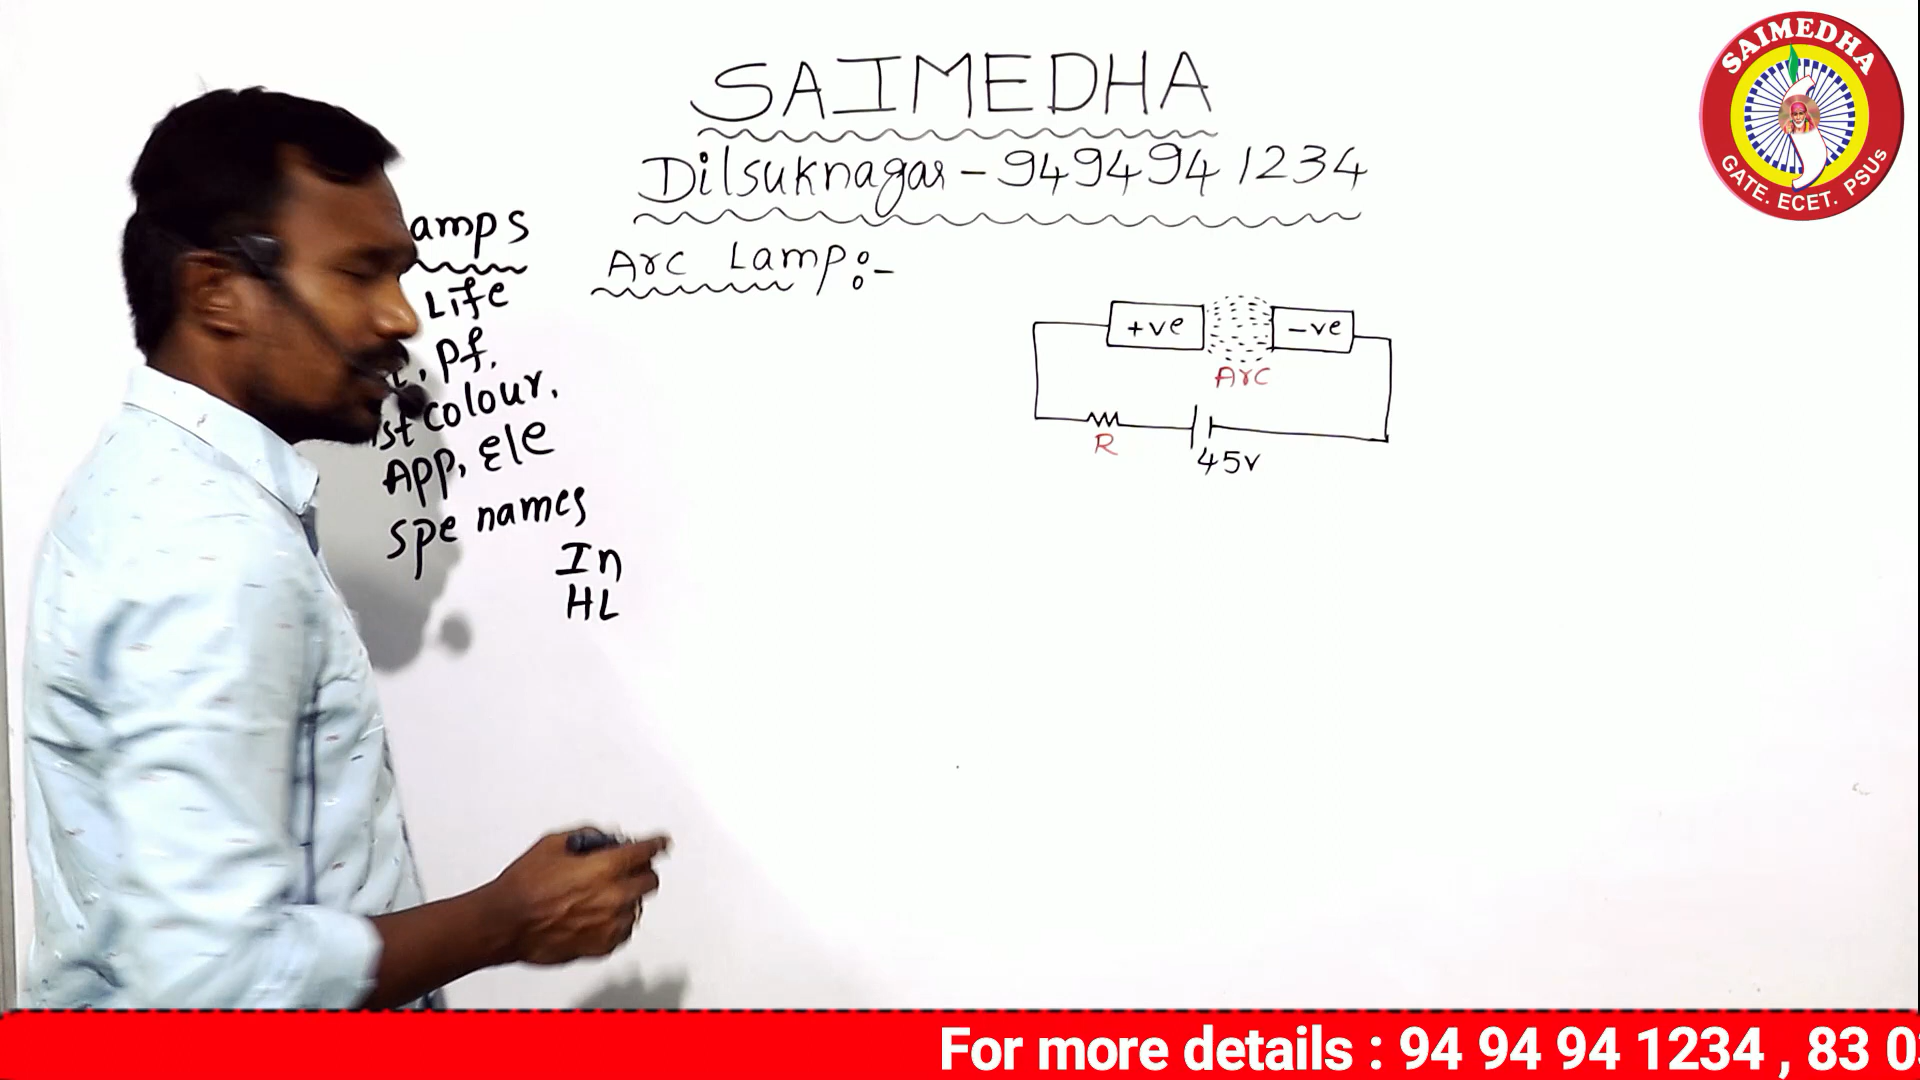 SAIMEDHA
Dilsuknagar - 949494 1234
SAIMEDHA
GATE. ECET. PSUs
amps
Life
, pf.
st colour,
App, ele
Spe names
In
HL
Arc Lamp:-
+ve
-ve
Arc
R
45v
For more details : 94 94 94 1234 , 83 0